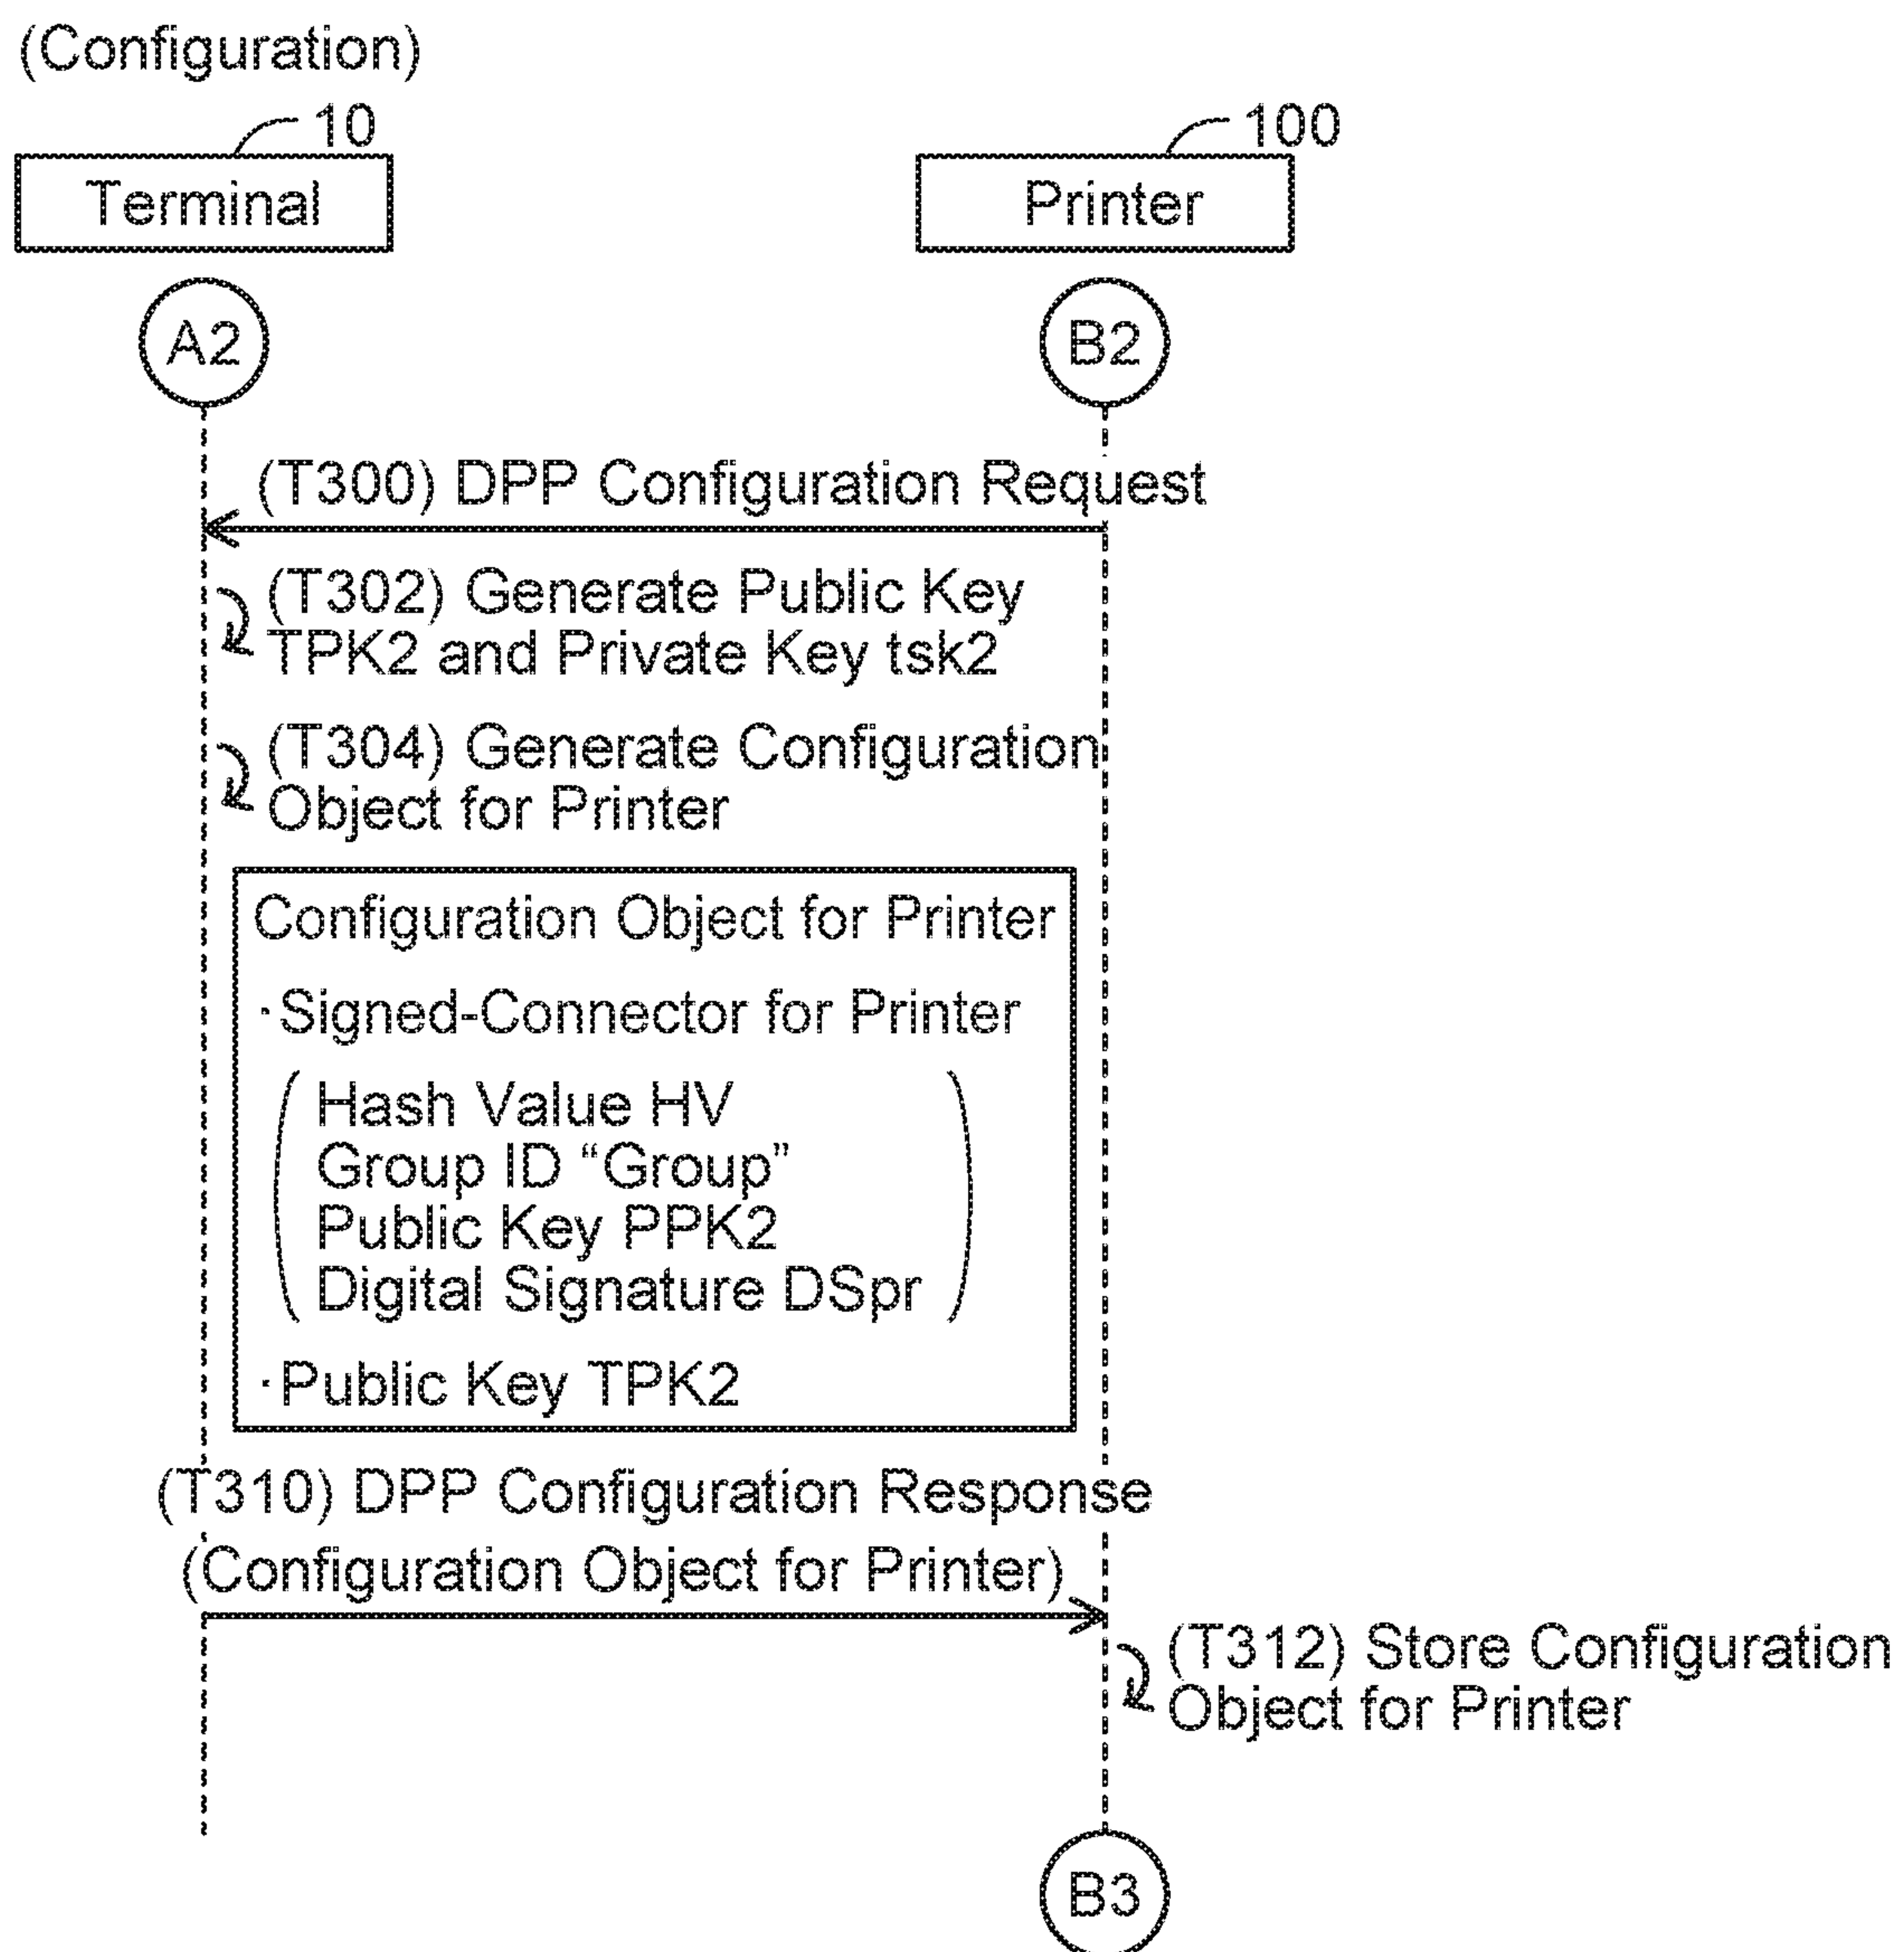 (Configuration)
10
100
Terminal
Printer
A2
B2
(T300) DPP Configuration Request
(T302) Generate Public Key
TPK2 and Private Key tsk2
(T304) Generate Configuration
Object for Printer
Configuration Object for Printer
·Signed-Connector for Printer
Hash Value HV
Group ID “Group”
Public Key PPK2
Digital Signature DSpr
·Public Key TPK2
(T310) DPP Configuration Response
(Configuration Object for Printer)
(T312) Store Configuration
Object for Printer
B3